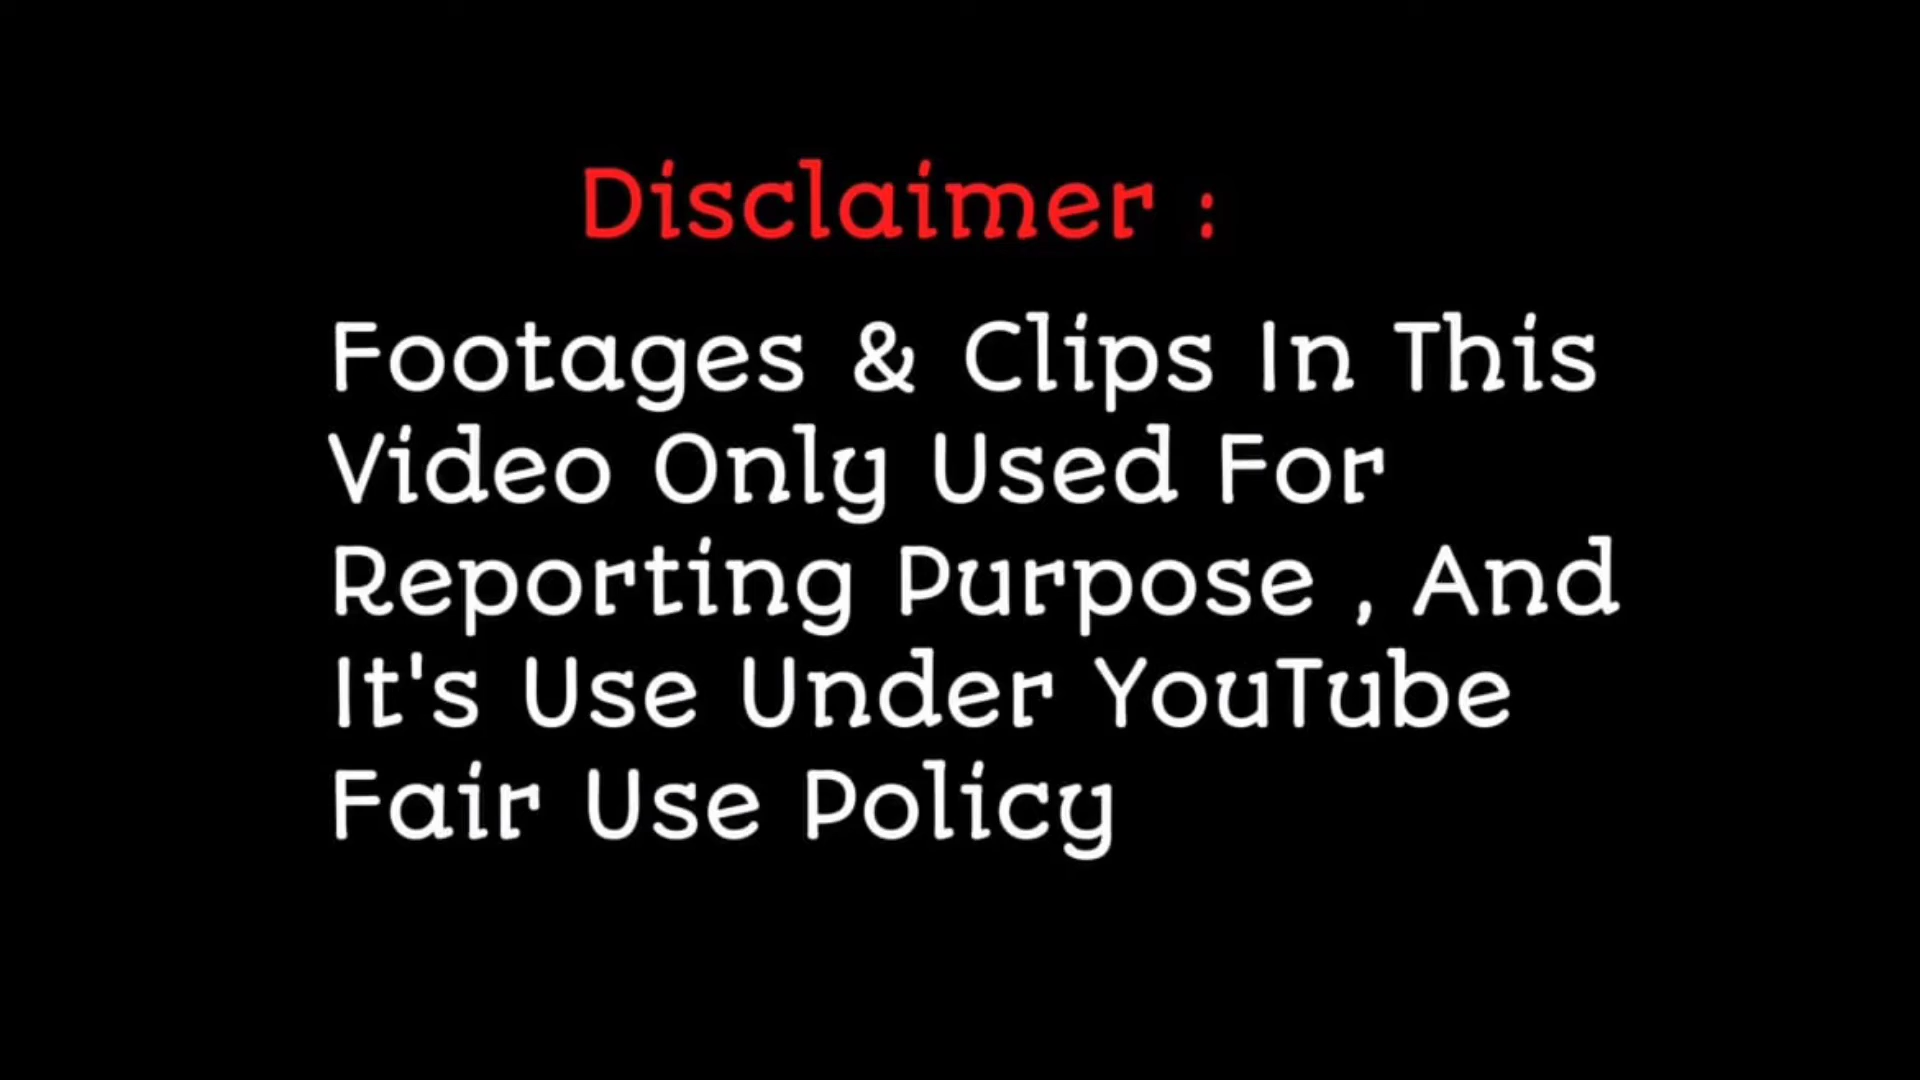 Disclaimer :
Footages & Clips In This
Video Only Used For
Reporting Purpose , And
It's Use Under YouTube
Fair Use Policy